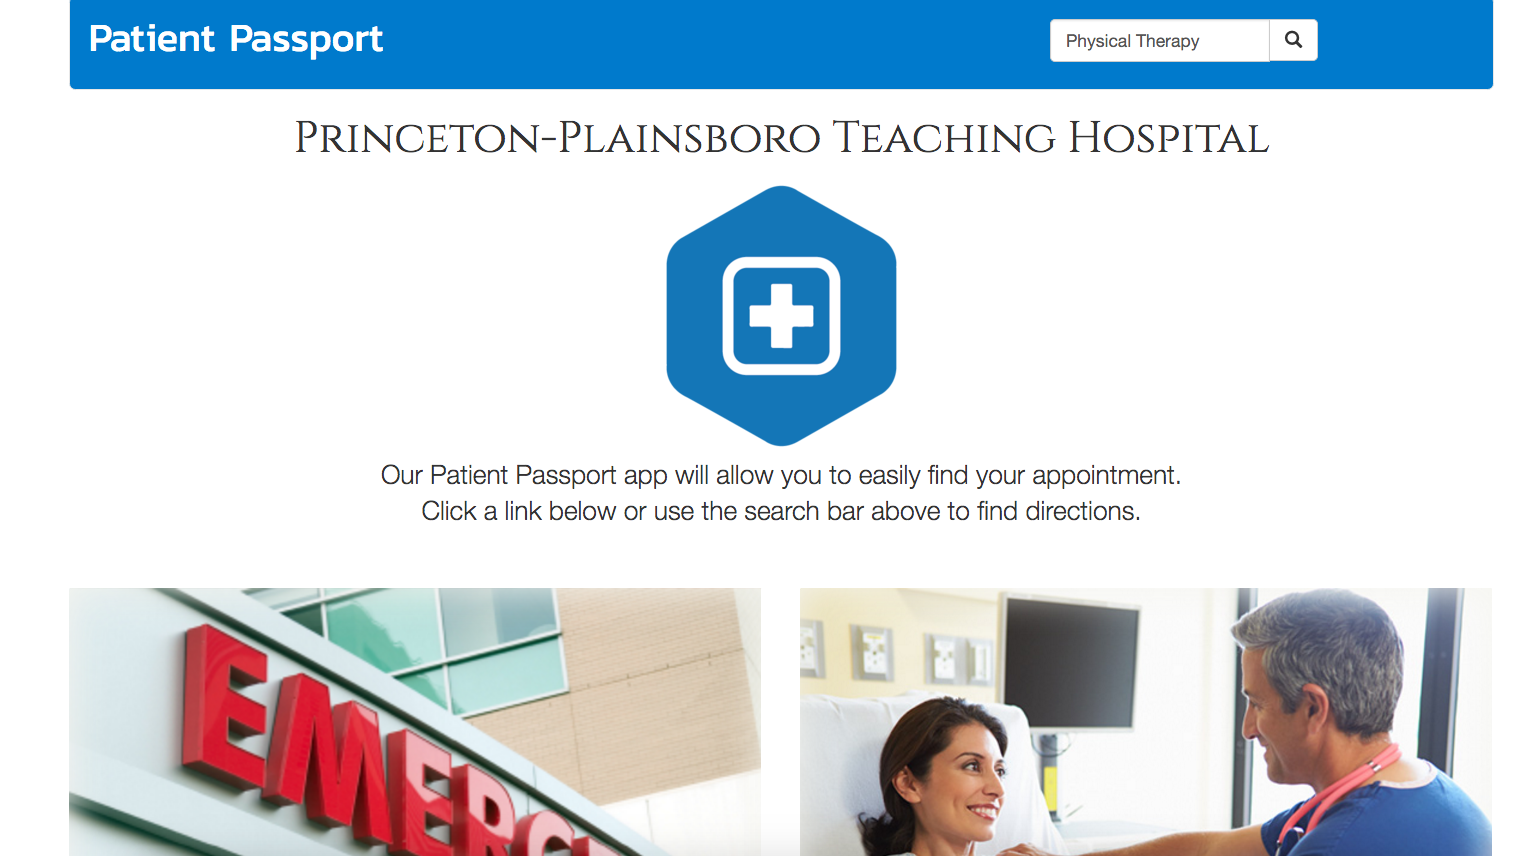 Patient Passport
Physical Therapy
Princeton-Plainsboro Teaching Hospital
Our Patient Passport app will allow you to easily find your appointment.
Click a link below or use the search bar above to find directions.
EMERG